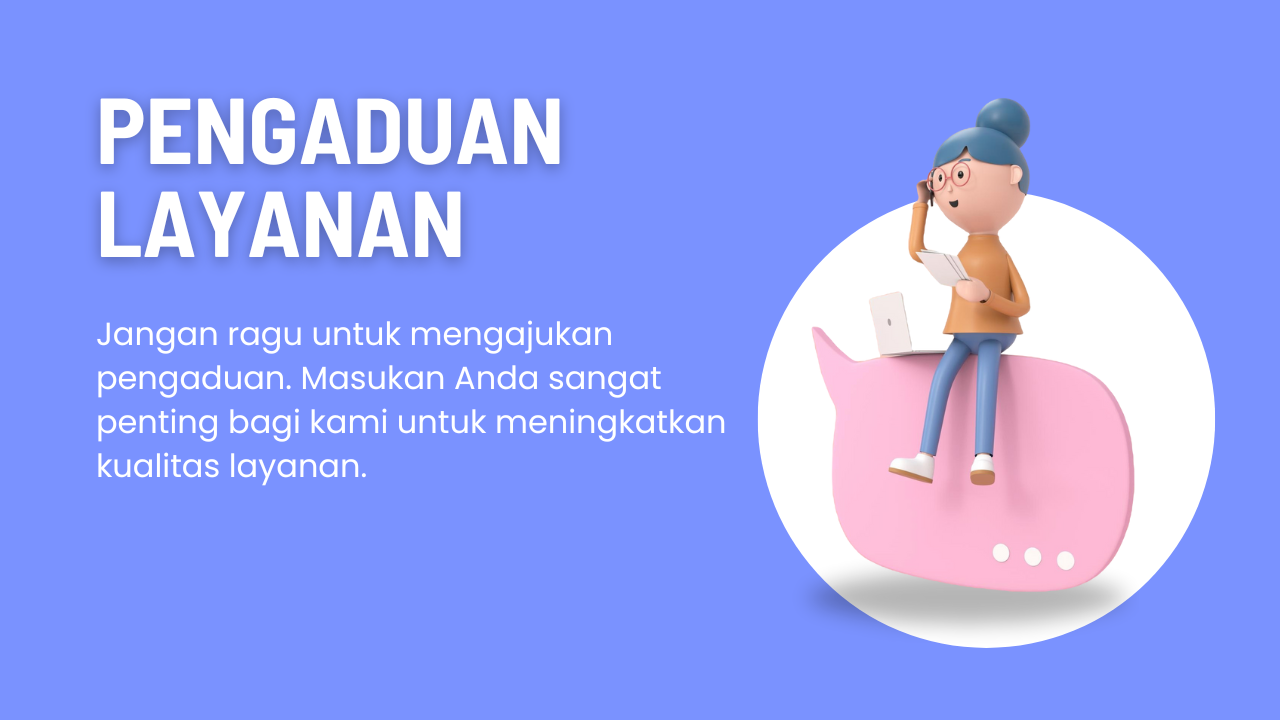 PENGADUAN
LAYANAN
Jangan ragu untuk mengajukan
pengaduan. Masukan Anda sangat
penting bagi kami untuk meningkatkan
kualitas layanan.